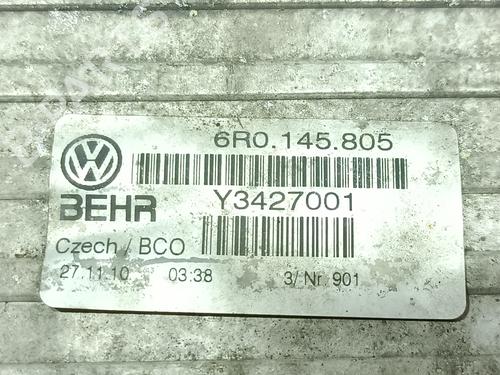 6R0.145.805
VW
BEHR
Y3427001
Czech / BCO
27.11.10 03:38 3/ Nr. 901